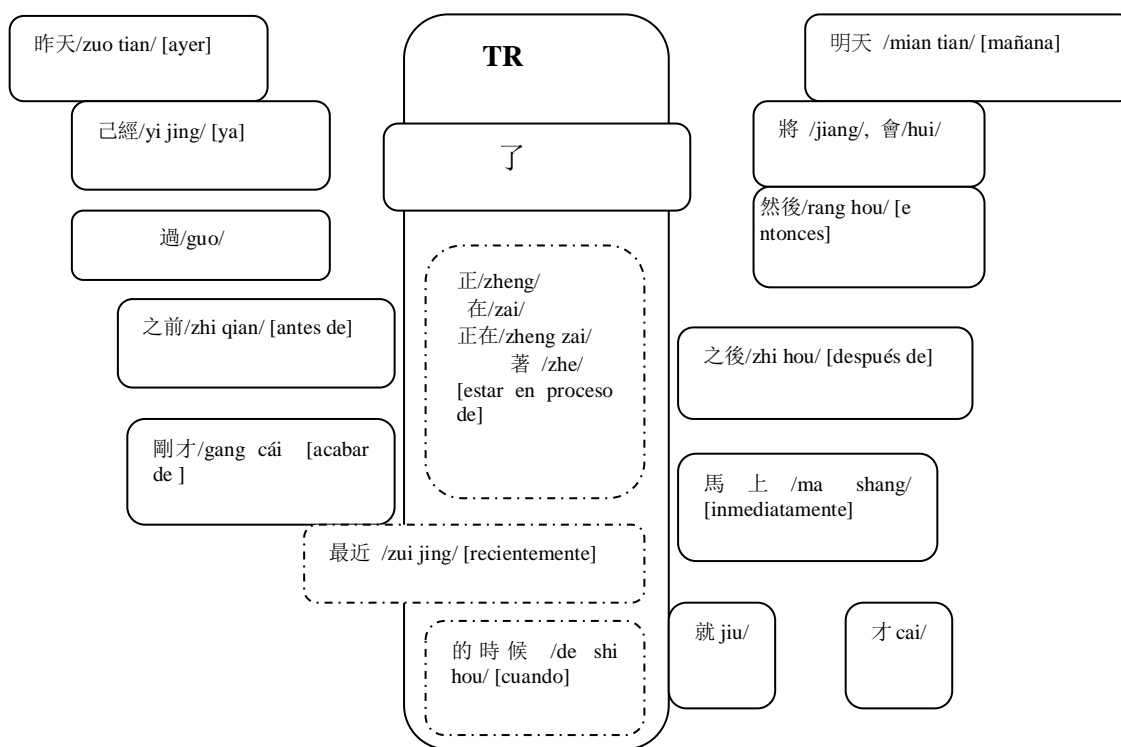 昨天/zuo tian/ [ayer]
TR
明天 /mian tian/ [mañana]
己經/yi jing/ [ya]
了
將 /jiang/, 會/hui/
過/guo/
然後/rang hou/ [e
ntonces]
正/zheng/
在/zai/
正在/zheng zai/
著 /zhe/
[estar en proceso
de]
之前/zhi qian/ [antes de]
之後/zhi hou/ [después de]
剛才/gang cái [acabar
de ]
馬 上 /ma shang/
[inmediatamente]
最近 /zui jing/ [recientemente]
的時候 /de shi
hou/ [cuando]
就 jiu/
才 cai/